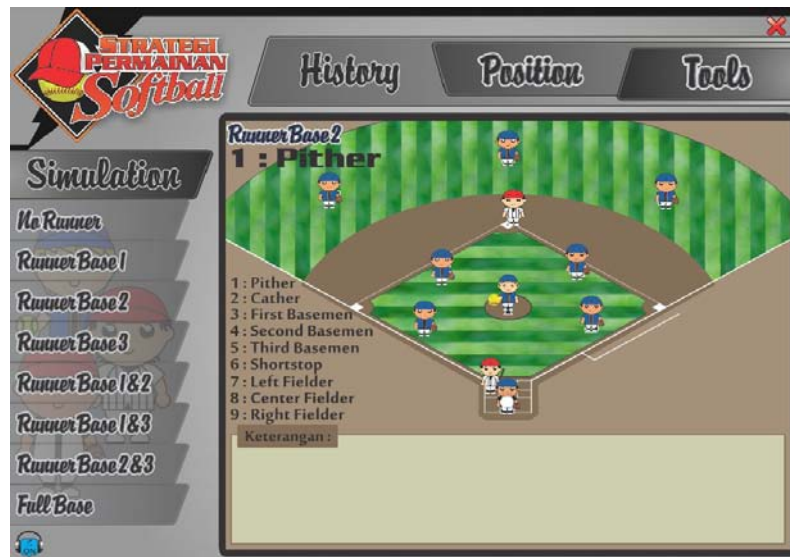 STRATEGI
PERMAINAN
Softball
History
Position
Tools
Simulation
No Runner
Runner Base 1
Runner Base 2
Runner Base 3
Runner Base 1&2
Runner Base 1&3
Runner Base 2&3
Full Base
Runner Base 2
1 : Pither
1 : Pither
2 : Cather
3 : First Basemen
4 : Second Basemen
5 : Third Basemen
6 : Shortstop
7 : Left Fielder
8 : Center Fielder
9 : Right Fielder
Keterangan :
ON